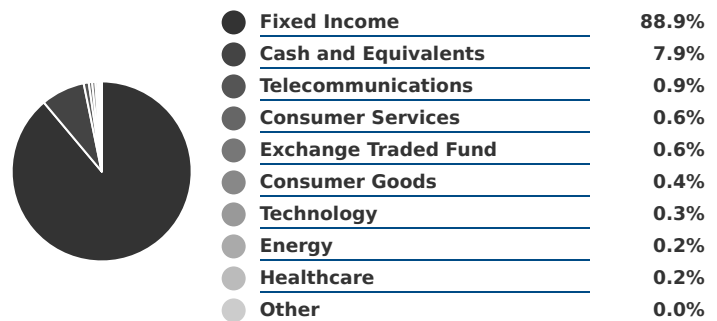 Fixed Income 88.9%
Cash and Equivalents 7.9%
Telecommunications 0.9%
Consumer Services 0.6%
Exchange Traded Fund 0.6%
Consumer Goods 0.4%
Technology 0.3%
Energy 0.2%
Healthcare 0.2%
Other 0.0%